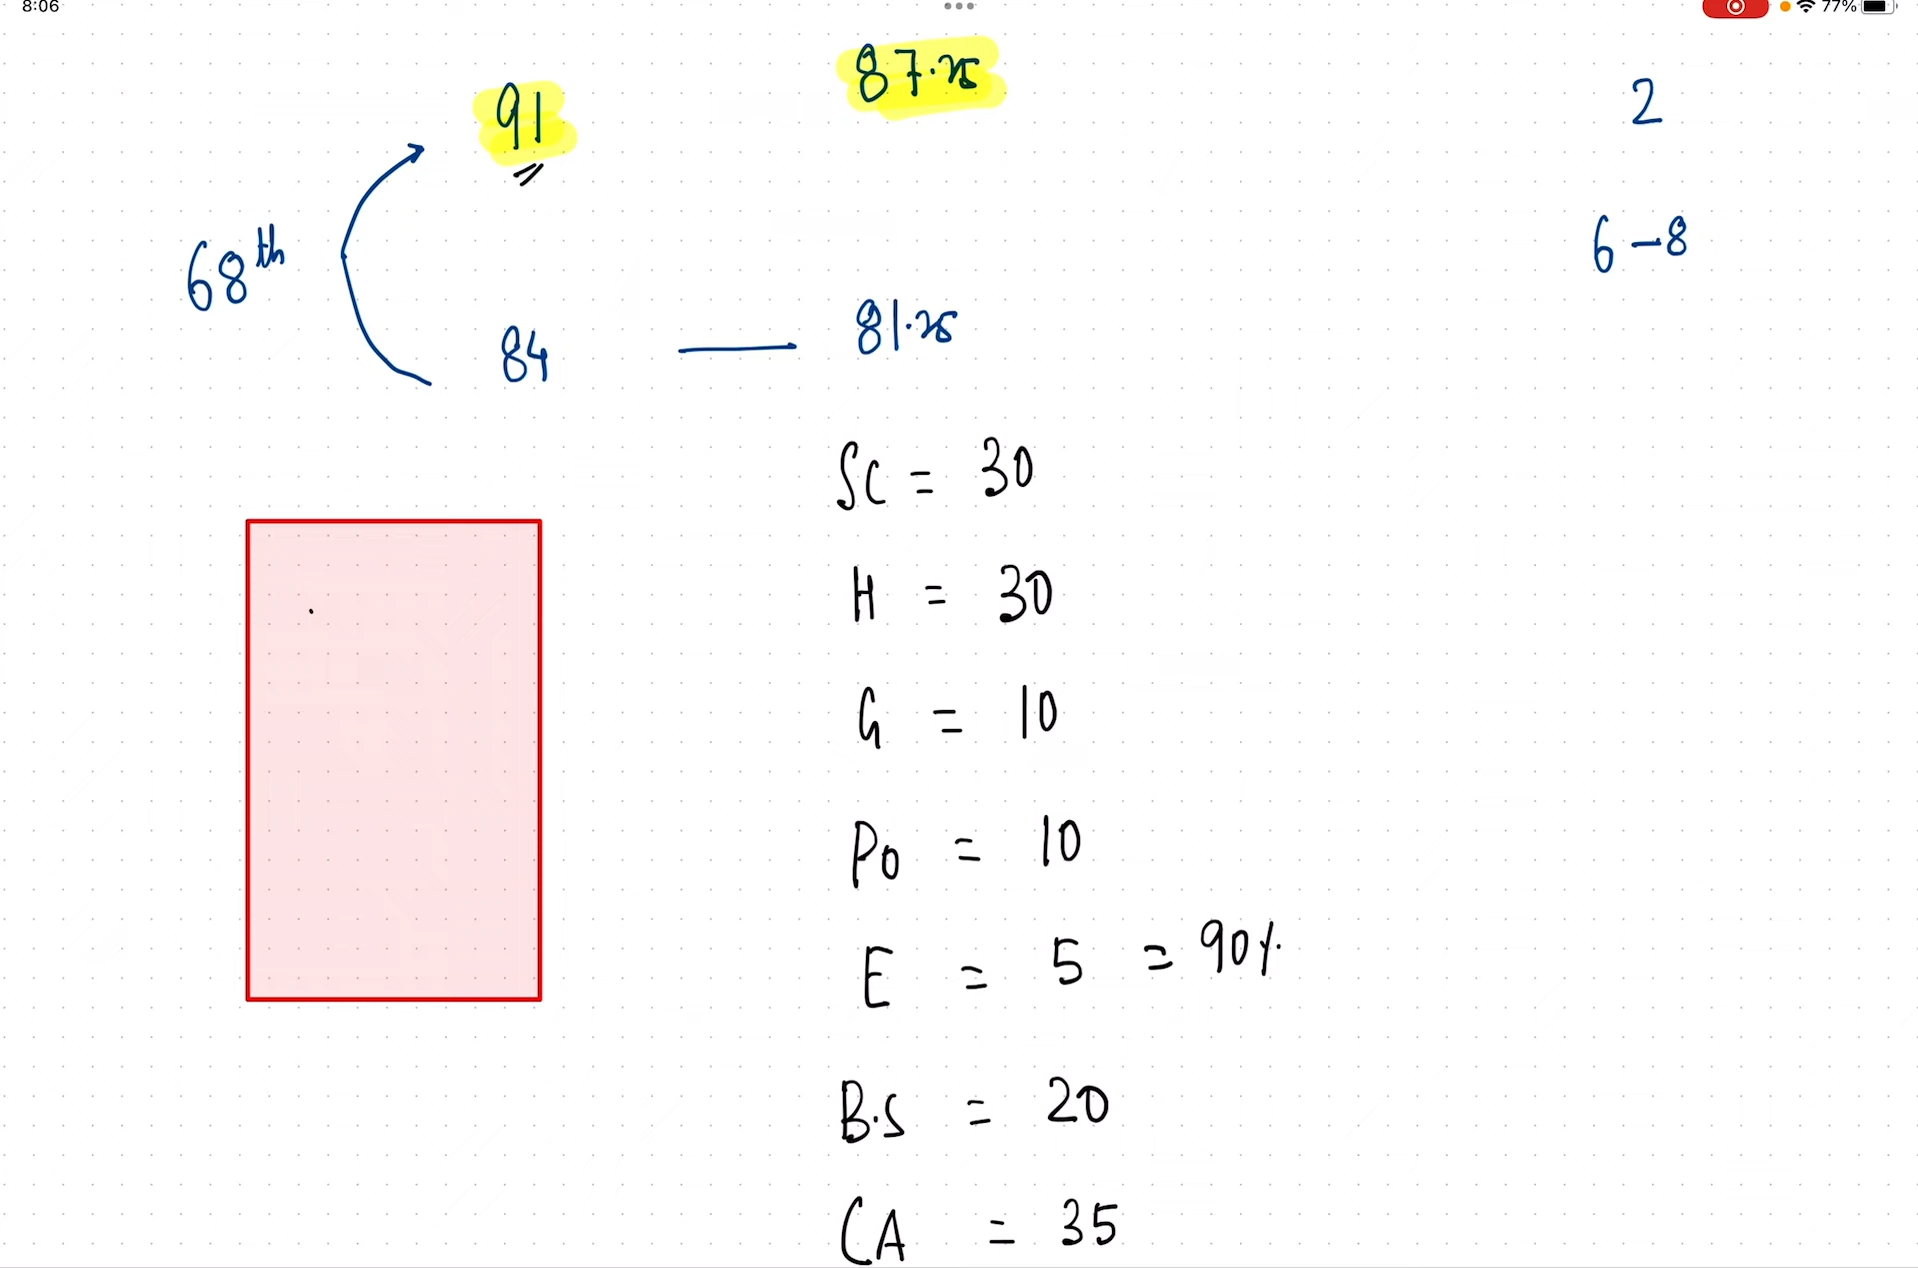 8:06
77%
87.25
91
2
68th
6-8
84 — 81.25
SC = 30
H = 30
G = 10
Po = 10
E = 5 = 90%
B.S = 20
CA = 35